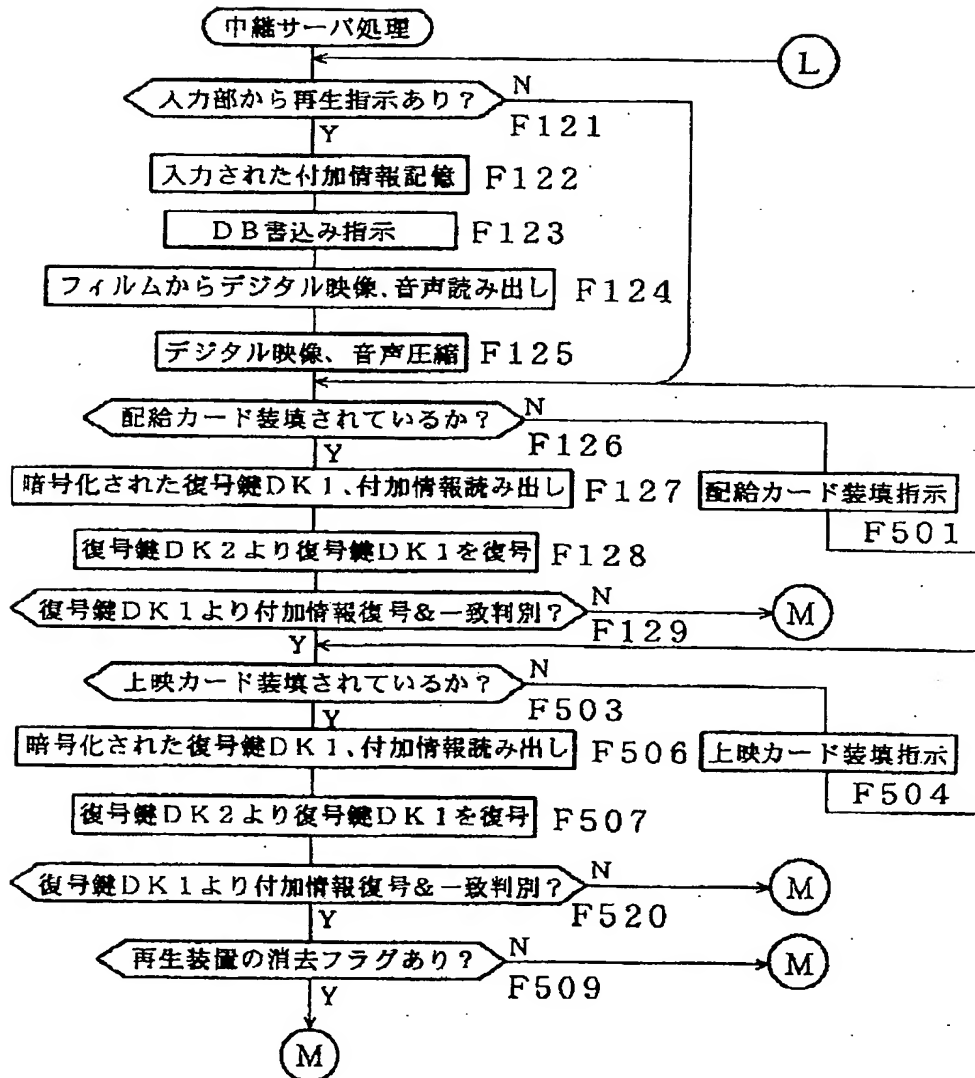 中継サーバ処理
L
入力部から再生指示あり？
N
F121
Y
入力された付加情報記憶
F122
DB書込み指示
F123
フィルムからデジタル映像、音声読み出し
F124
デジタル映像、音声圧縮
F125
配給カード装填されているか？
N
F126
Y
暗号化された復号鍵DK1、付加情報読み出し
F127
配給カード装填指示
F501
復号鍵DK2より復号鍵DK1を復号
F128
復号鍵DK1より付加情報復号&一致判別？
N
F129
M
Y
上映カード装填されているか？
N
F503
Y
暗号化された復号鍵DK1、付加情報読み出し
F506
上映カード装填指示
F504
復号鍵DK2より復号鍵DK1を復号
F507
復号鍵DK1より付加情報復号&一致判別？
N
F520
M
Y
再生装置の消去フラグあり？
N
F509
M
Y
M